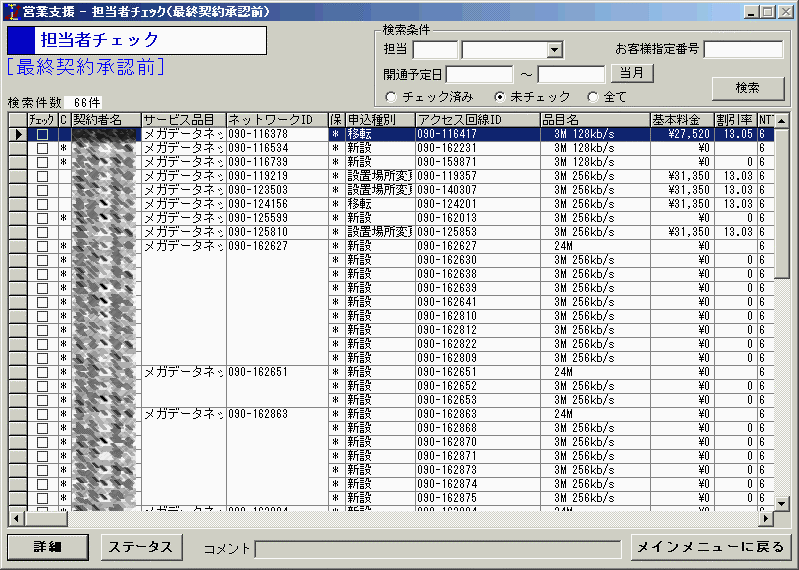 営業支援 - 担当者ﾁｪｯｸ(最終契約承認前)
担当者チェック
[最終契約承認前]
検索件数 66件
検索条件
担当
お客様指定番号
開通予定日 ～ 当月
チェック済み 未チェック 全て
検索
ﾁｪｯｸ C 契約者名 サービス品目 ネットワークID 保 申込種別 アクセス回線ID 品目名 基本料金 割引率 NT
メガデータネッ 090-116378 * 移転 090-116417 3M 128kb/s ¥27,520 13.05 6
* メガデータネッ 090-116534 * 新設 090-162231 3M 128kb/s ¥0 6
* メガデータネッ 090-116739 * 新設 090-159871 3M 128kb/s ¥0 0 6
メガデータネッ 090-119219 * 設置場所変更 090-119357 3M 256kb/s ¥31,350 13.03 6
メガデータネッ 090-123503 * 設置場所変更 090-140307 3M 256kb/s ¥31,350 13.03 6
メガデータネッ 090-124156 * 移転 090-124201 3M 256kb/s ¥31,350 13.03 6
* メガデータネッ 090-125599 * 新設 090-162013 3M 256kb/s ¥0 0 6
メガデータネッ 090-125810 * 設置場所変更 090-125853 3M 256kb/s ¥31,350 13.03 6
* メガデータネッ 090-162627 * 新設 090-162627 24M ¥0 6
* * 新設 090-162630 3M 256kb/s ¥0 0 6
* * 新設 090-162638 3M 256kb/s ¥0 0 6
* * 新設 090-162639 3M 256kb/s ¥0 0 6
* * 新設 090-162641 3M 256kb/s ¥0 0 6
* * 新設 090-162810 3M 256kb/s ¥0 0 6
* * 新設 090-162812 3M 256kb/s ¥0 0 6
* * 新設 090-162822 3M 256kb/s ¥0 0 6
* * 新設 090-162809 3M 256kb/s ¥0 0 6
* メガデータネッ 090-162651 * 新設 090-162651 24M ¥0 6
* * 新設 090-162652 3M 256kb/s ¥0 0 6
* * 新設 090-162653 3M 256kb/s ¥0 0 6
* メガデータネッ 090-162863 * 新設 090-162863 24M ¥0 6
* * 新設 090-162868 3M 256kb/s ¥0 0 6
* * 新設 090-162870 3M 256kb/s ¥0 0 6
* * 新設 090-162871 3M 256kb/s ¥0 0 6
* * 新設 090-162873 3M 256kb/s ¥0 0 6
* * 新設 090-162874 3M 256kb/s ¥0 0 6
* * 新設 090-162875 3M 256kb/s ¥0 0 6
詳細 ステータス コメント メインメニューに戻る